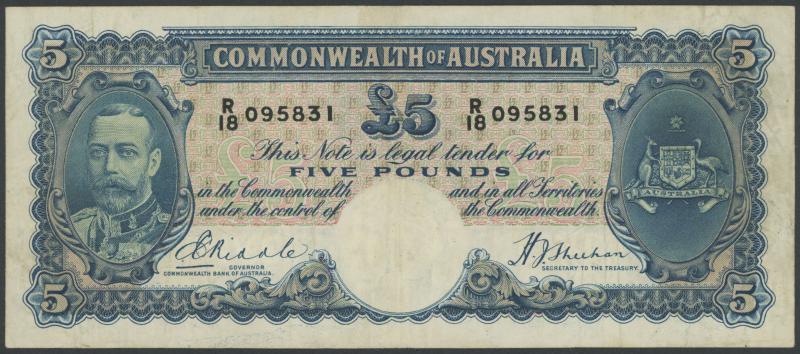 5 COMMONWEALTH OF AUSTRALIA 5
R/18 095831 £5 R/18 095831
This Note is legal tender for
FIVE POUNDS
in the Commonwealth and in all Territories
under the control of the Commonwealth.
AUSTRALIA
E C Riddle H J Sheehan
GOVERNOR
COMMONWEALTH BANK OF AUSTRALIA.
SECRETARY TO THE TREASURY.
5 5